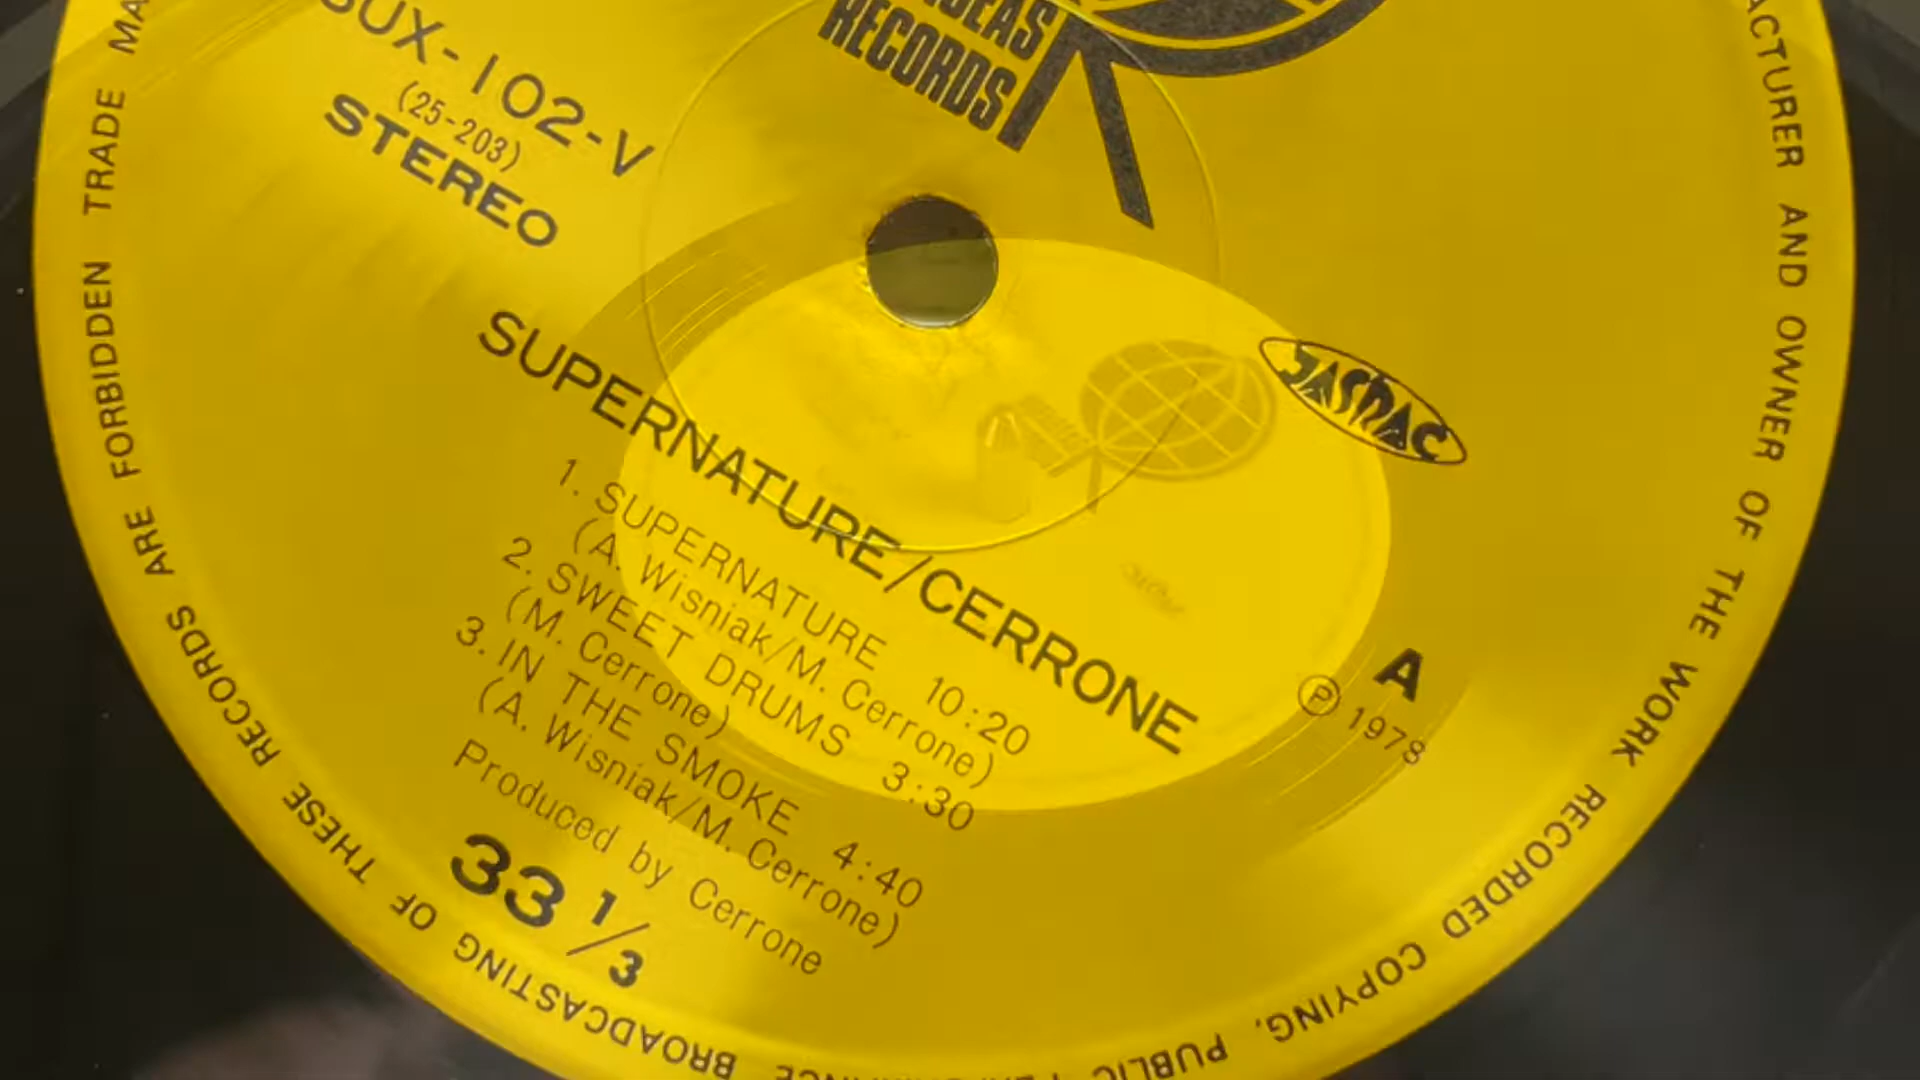 RECORDS
UX-102-V
(25-203)
STEREO
JASRAC
SUPERNATURE/CERRONE
1. SUPERNATURE 10:20
(A. Wisniak/M. Cerrone)
2. SWEET DRUMS 3:30
(M. Cerrone)
3. IN THE SMOKE 4:40
(A. Wisniak/M. Cerrone)
Produced by Cerrone
A
Ⓟ 1978
33 1/3
ACTURER AND OWNER OF THE WORK RECORDED COPYING, PUBLIC
BROADCASTING OF THESE RECORDS ARE FORBIDDEN TRADE MA